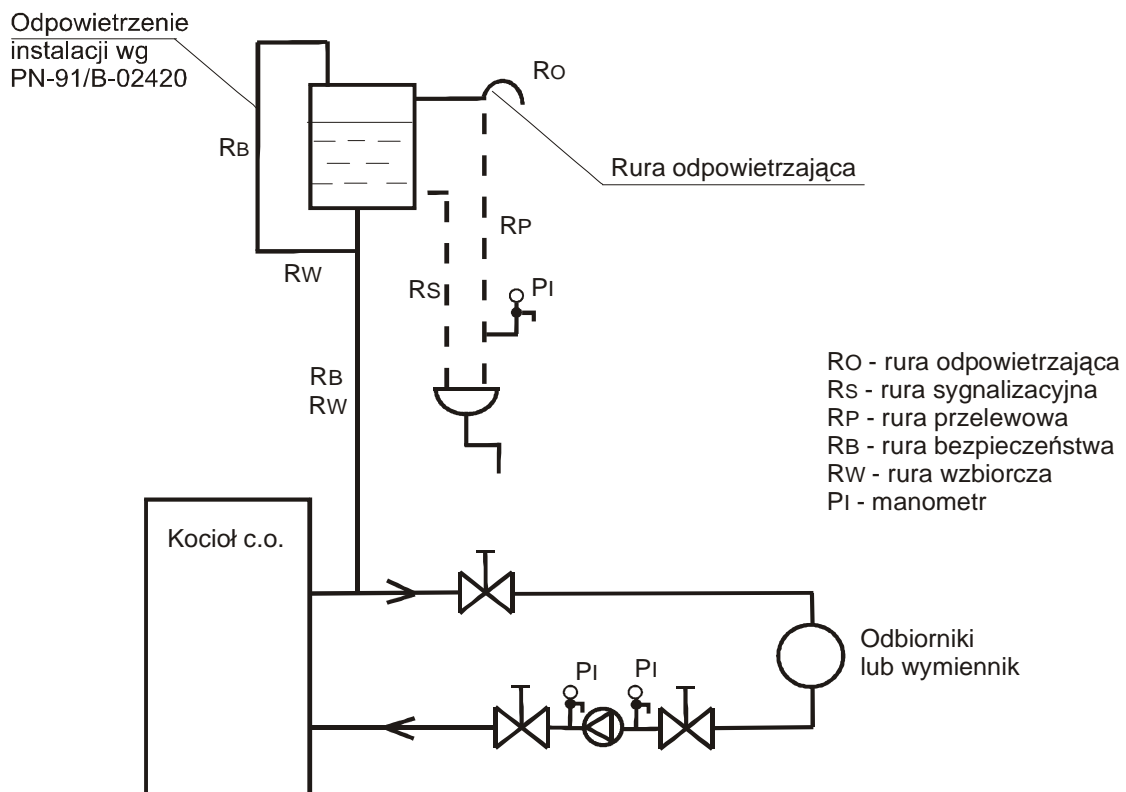 Odpowietrzenie
instalacji wg
PN-91/B-02420
RO
RB
Rura odpowietrzająca
RP
RW
RS
PI
RB
RW
RO - rura odpowietrzająca
RS - rura sygnalizacyjna
RP - rura przelewowa
RB - rura bezpieczeństwa
RW - rura wzbiorcza
PI - manometr
Kocioł c.o.
Odbiorniki
lub wymiennik
PI
PI